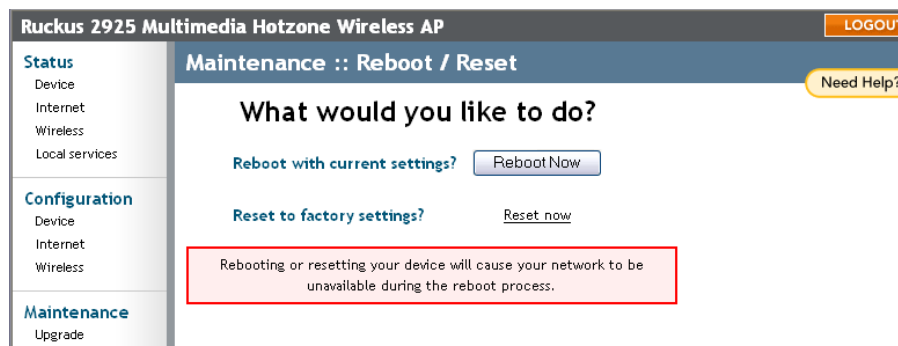 Ruckus 2925 Multimedia Hotzone Wireless AP
LOGOUT
Status
Device
Internet
Wireless
Local services
Configuration
Device
Internet
Wireless
Maintenance
Upgrade
Maintenance :: Reboot / Reset
Need Help?
What would you like to do?
Reboot with current settings? Reboot Now
Reset to factory settings? Reset now
Rebooting or resetting your device will cause your network to be
unavailable during the reboot process.